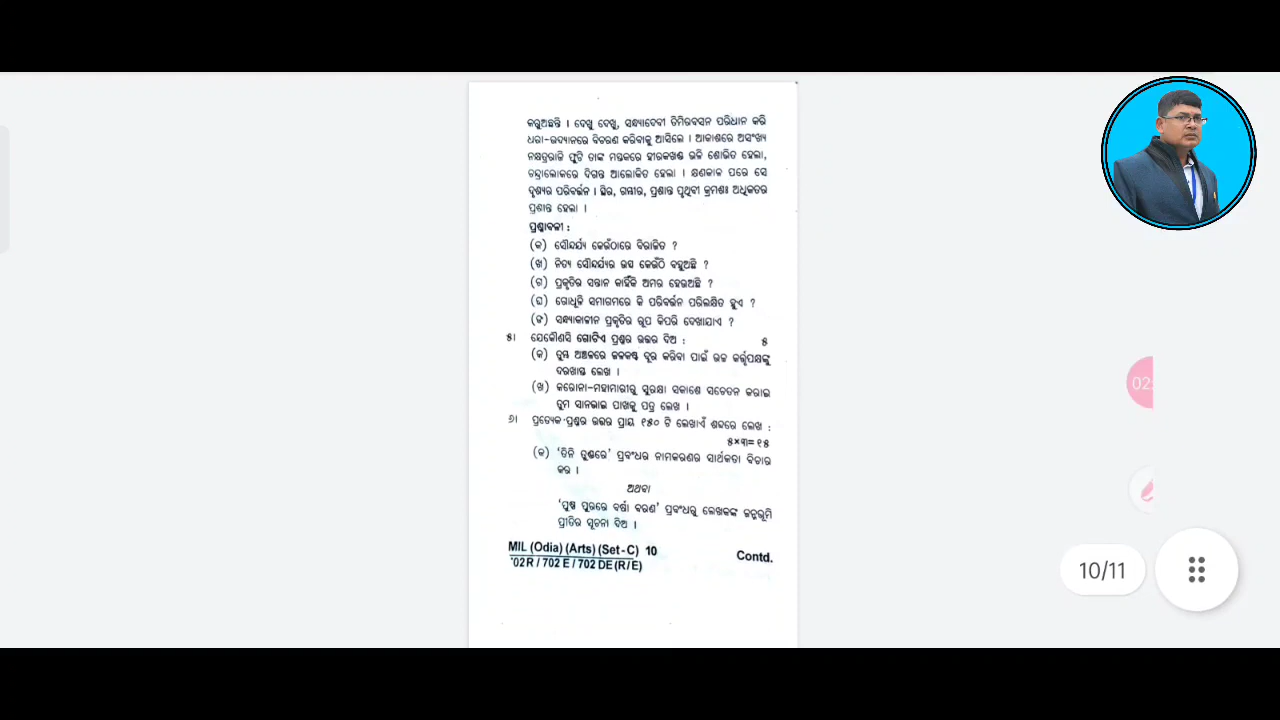 କରୁଅଛନ୍ତି । ଦେଖୁ ଦେଖୁ, ସନ୍ଧ୍ୟାଦେବୀ ତିମିରବସନ ପରିଧାନ କରି
ଧରା-ଉଦ୍ୟାନରେ ବିଚରଣ କରିବାକୁ ଆସିଲେ । ଆକାଶରେ ଅସଂଖ୍ୟ
ନକ୍ଷତ୍ରରାଜି ଫୁଟି ତାଙ୍କ ମସ୍ତକରେ ହୀରକଖଣ୍ଡ ଭଳି ଶୋଭିତ ହେଲା,
ଚନ୍ଦ୍ରାଲୋକରେ ଦିଗନ୍ତ ଆଲୋକିତ ହେଲା । କ୍ଷଣକାଳ ପରେ ସେ
ଦୃଶ୍ୟର ପରିବର୍ତ୍ତନ । ସ୍ଥିର, ଗମ୍ଭୀର, ପ୍ରଶାନ୍ତ ପୃଥିବୀ କ୍ରମଶଃ ଅଧିକତର
ପ୍ରଶାନ୍ତ ହେଲା ।
ପ୍ରଶ୍ନାବଳୀ :
(କ) ସୌନ୍ଦର୍ଯ୍ୟ କେଉଁଠାରେ ବିରାଜିତ ?
(ଖ) ନିତ୍ୟ ସୌନ୍ଦର୍ଯ୍ୟର ଉତ୍ସ କେଉଁଠି ବହୁଅଛି ?
(ଗ) ପ୍ରକୃତିର ସନ୍ତାନ କାହିଁକି ଅମର ହେଉଅଛି ?
(ଘ) ଗୋଧୂଳି ସମାଗମରେ କି ପରିବର୍ତ୍ତନ ପରିଲକ୍ଷିତ ହୁଏ ?
(ଙ) ସନ୍ଧ୍ୟାକାଳୀନ ପ୍ରକୃତିର ରୂପ କିପରି ଦେଖାଯାଏ ?
୫। ଯେକୌଣସି ଗୋଟିଏ ପ୍ରଶ୍ନର ଉତ୍ତର ଦିଅ : ୫
(କ) ତୁମ୍ଭ ଅଞ୍ଚଳରେ ଜଳକଷ୍ଟ ଦୂର କରିବା ପାଇଁ ଉଚ୍ଚ କର୍ତ୍ତୃପକ୍ଷଙ୍କୁ
ଦରଖାସ୍ତ ଲେଖ ।
(ଖ) କରୋନା-ମହାମାରୀରୁ ସୁରକ୍ଷା ସକାଶେ ସଚେତନ କରାଇ
ତୁମ ସାନଭାଇ ପାଖକୁ ପତ୍ର ଲେଖ ।
୬। ପ୍ରତ୍ୟେକ ପ୍ରଶ୍ନର ଉତ୍ତର ପ୍ରାୟ ୧୫୦ ଟି ଲେଖାଏଁ ଶବ୍ଦରେ ଲେଖ :
୫×୩=୧୫
(କ) ‘ତିନି ତୁଣ୍ଡରେ’ ପ୍ରବଂଧର ନାମକରଣର ସାର୍ଥକତା ବିଚାର
କର ।
ଅଥବା
‘ପୁଷ୍ପ ପୁରରେ ବର୍ଷା ବରଣ’ ପ୍ରବଂଧରୁ ଲେଖକଙ୍କ ଜନ୍ମଭୂମି
ପ୍ରୀତିର ସୂଚନା ଦିଅ ।
MIL (Odia) (Arts) (Set-C) 10 Contd.
702 R / 702 E / 702 DE (R/E)
10/11